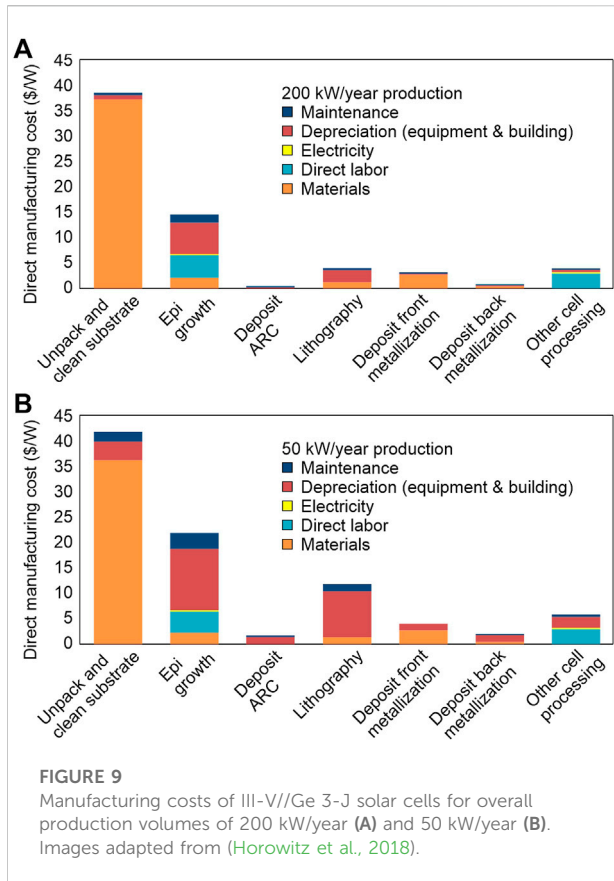 A
Direct manufacturing cost ($/W)
45
40
35
30
25
20
15
10
5
0
200 kW/year production
Maintenance
Depreciation (equipment & building)
Electricity
Direct labor
Materials
Unpack and
clean substrate
Epi
growth
Deposit
ARC
Lithography
Deposit front
metallization
Deposit back
metallization
Other cell
processing
B
Direct manufacturing cost ($/W)
45
40
35
30
25
20
15
10
5
0
50 kW/year production
Maintenance
Depreciation (equipment & building)
Electricity
Direct labor
Materials
Unpack and
clean substrate
Epi
growth
Deposit
ARC
Lithography
Deposit front
metallization
Deposit back
metallization
Other cell
processing
FIGURE 9
Manufacturing costs of III-V//Ge 3-J solar cells for overall
production volumes of 200 kW/year (A) and 50 kW/year (B).
Images adapted from (Horowitz et al., 2018).